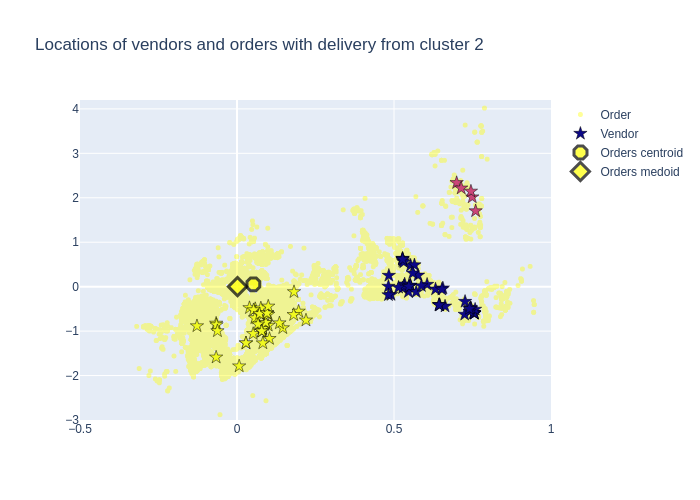 Locations of vendors and orders with delivery from cluster 2
4
3
2
1
0
−1
−2
−3
−0.5
0
0.5
1
Order
Vendor
Orders centroid
Orders medoid